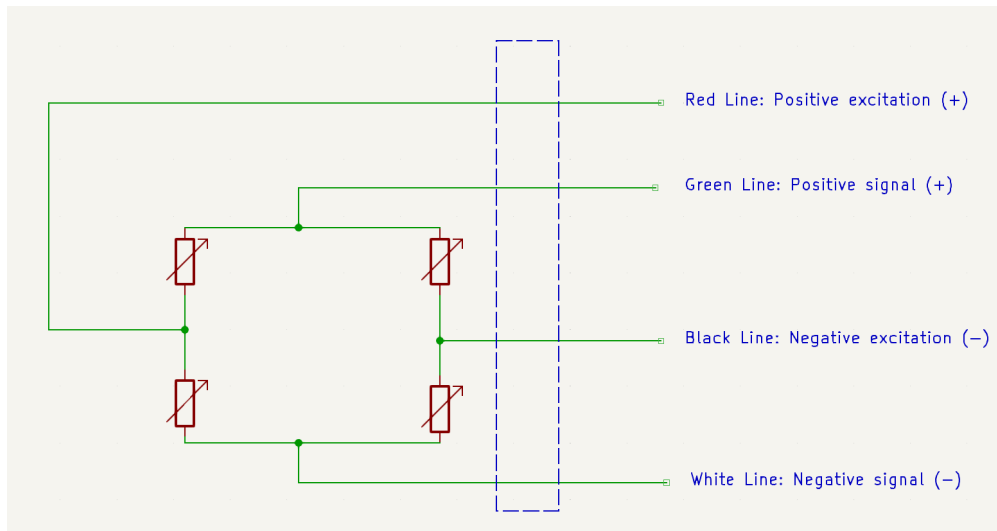 Red Line: Positive excitation (+)
Green Line: Positive signal (+)
Black Line: Negative excitation (−)
White Line: Negative signal (−)